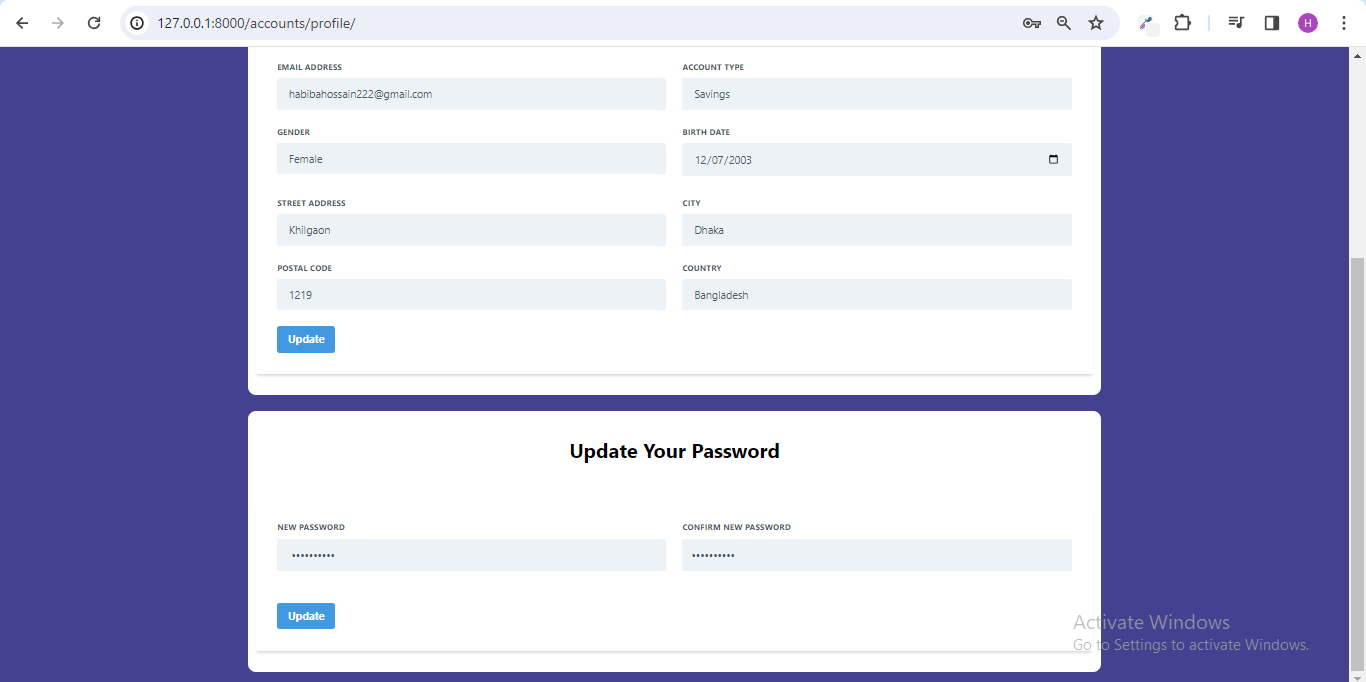 127.0.0.1:8000/accounts/profile/
H
EMAIL ADDRESS
ACCOUNT TYPE
habibahossain222@gmail.com
Savings
GENDER
BIRTH DATE
Female
12/07/2003
STREET ADDRESS
CITY
Khilgaon
Dhaka
POSTAL CODE
COUNTRY
1219
Bangladesh
Update
Update Your Password
NEW PASSWORD
CONFIRM NEW PASSWORD
••••••••••
••••••••••
Update
Activate Windows
Go to Settings to activate Windows.